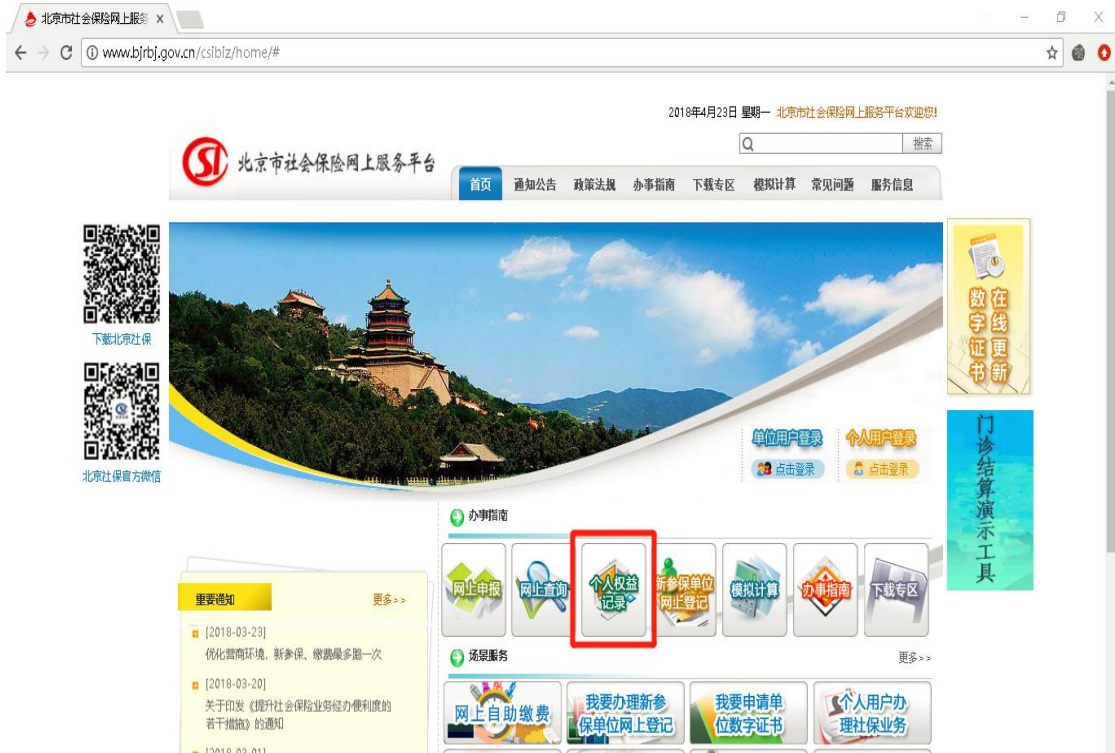 北京市社会保险网上服务
www.bjrbj.gov.cn/csibiz/home/#
2018年4月23日 星期一 北京市社会保险网上服务平台欢迎您!
搜索
SI 北京市社会保险网上服务平台
首页 通知公告 政策法规 办事指南 下载专区 模拟计算 常见问题 服务信息
下载北京社保
北京社保官方微信
在线更新
数字证书
门诊结算演示工具
单位用户登录 个人用户登录
点击登录 点击登录
办事指南
网上申报
网上查询
个人权益
记录
新参保单位
网上登记
模拟计算
办事指南
下载专区
重要通知 更多>>
[2018-03-23]
优化营商环境,新参保、缴费最多跑一次
[2018-03-20]
关于印发《提升社会保险业务经办便利度的
若干措施》的通知
[2018-03-01]
场景服务 更多>>
网上自助缴费
我要办理新参
保单位网上登记
我要申请单
位数字证书
个人用户办
理社保业务